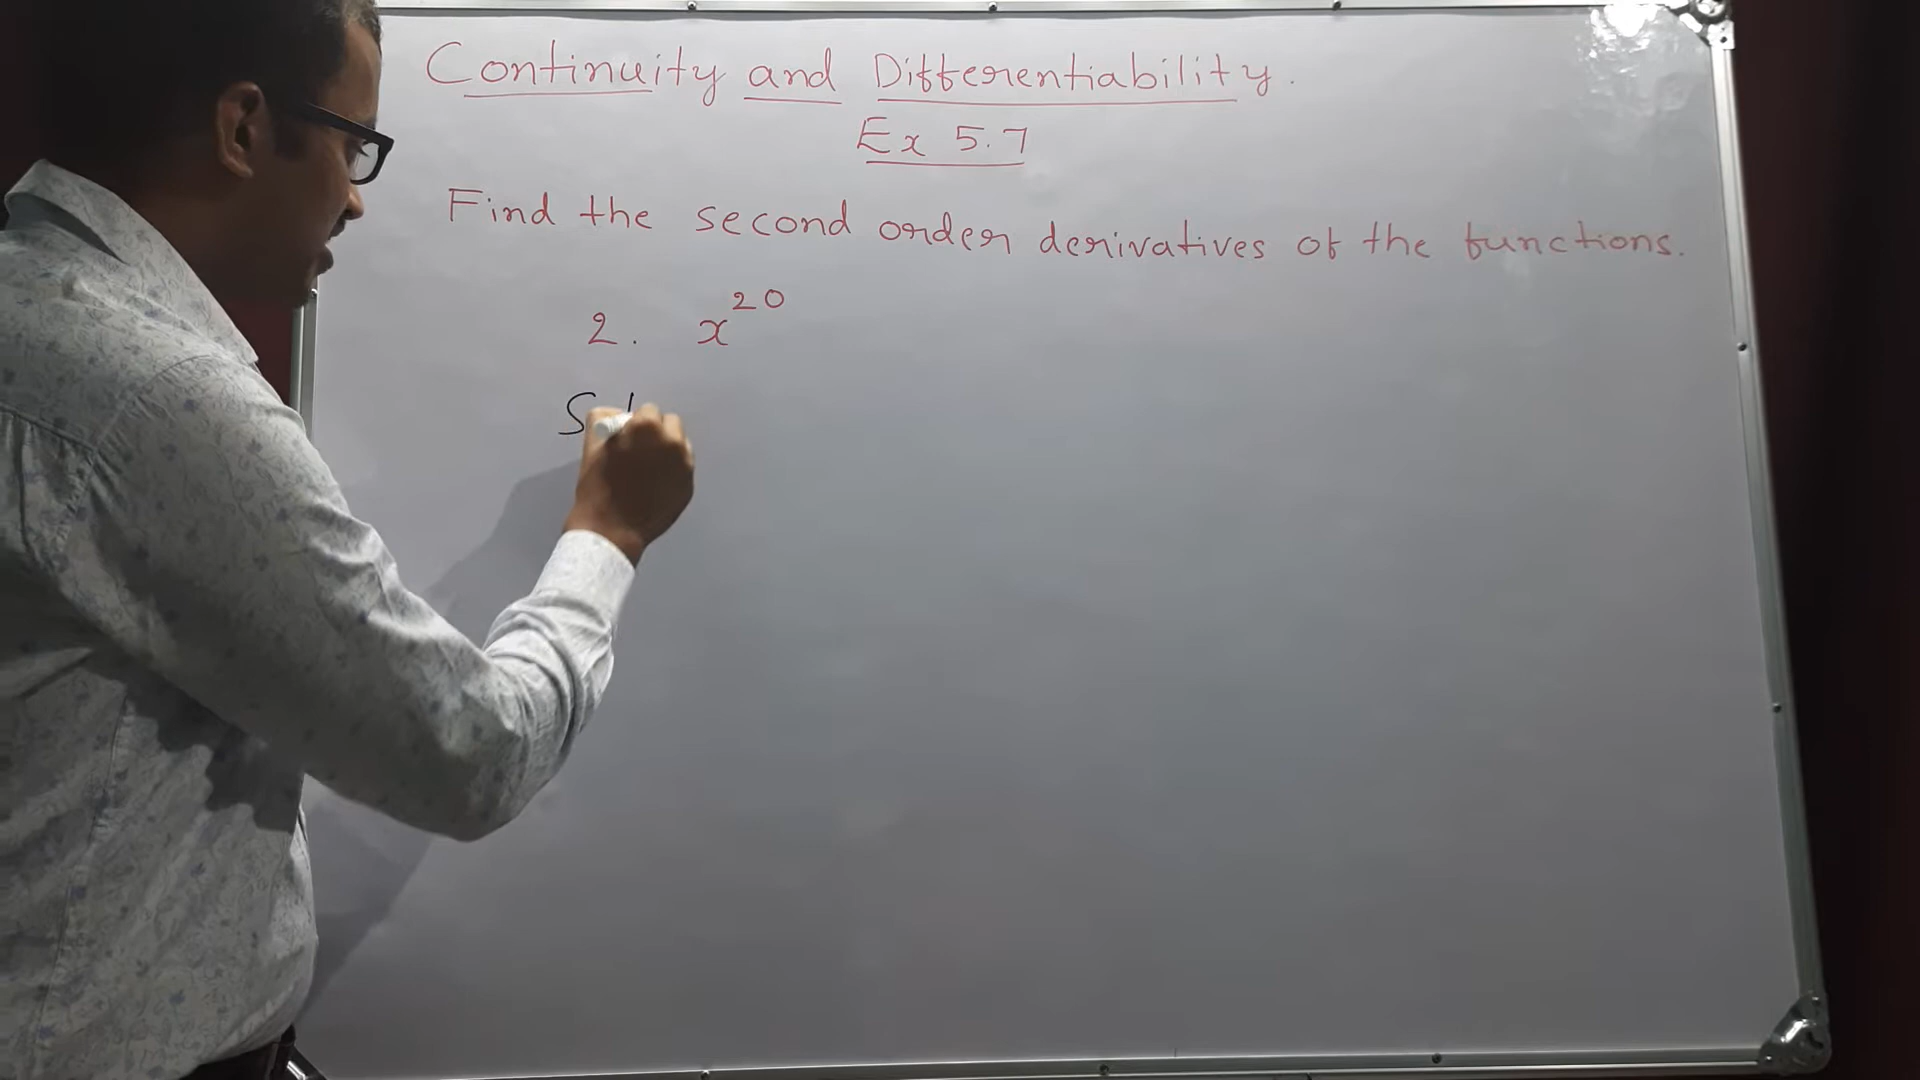 Continuity and Differentiability.
Ex 5.7
Find the second order derivatives of the functions.
2. x²⁰